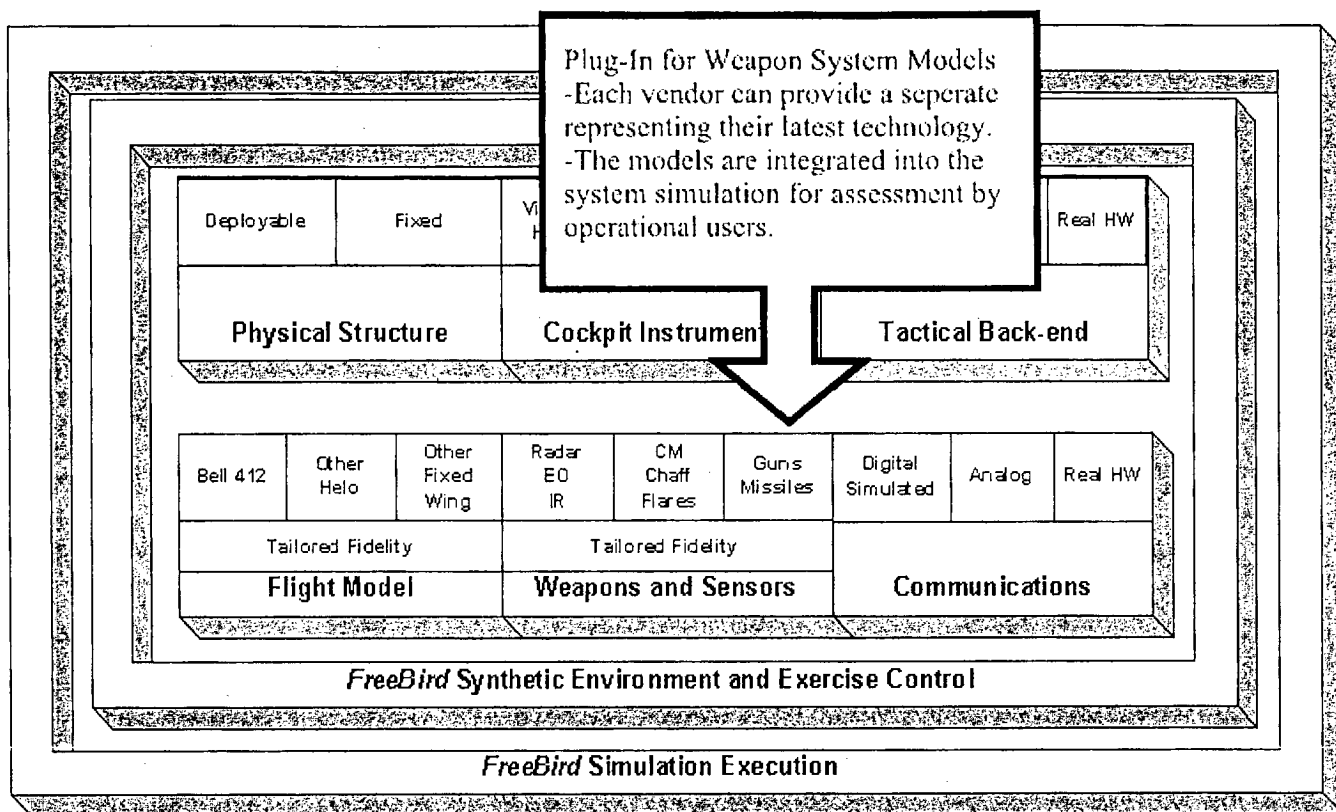 Plug-In for Weapon System Models
-Each vendor can provide a seperate
representing their latest technology.
-The models are integrated into the
system simulation for assessment by
operational users.
Deployable
Fixed
Real HW
Physical Structure
Cockpit Instrument
Tactical Back-end
Bell 412
Other
Helo
Other
Fixed
Wing
Radar
EO
IR
CM
Chaff
Flares
Guns
Missiles
Digital
Simulated
Analog
Real HW
Tailored Fidelity
Tailored Fidelity
Flight Model
Weapons and Sensors
Communications
FreeBird Synthetic Environment and Exercise Control
FreeBird Simulation Execution